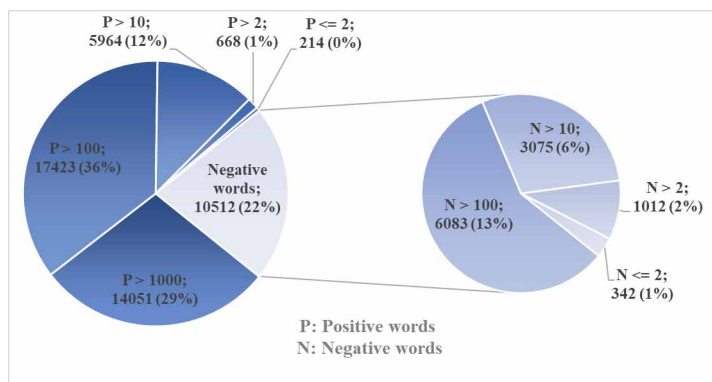 P > 10;
5964 (12%)
P > 2;
668 (1%)
P <= 2;
214 (0%)
P > 100;
17423 (36%)
Negative
words;
10512 (22%)
P > 1000;
14051 (29%)
N > 10;
3075 (6%)
N > 2;
1012 (2%)
N > 100;
6083 (13%)
N <= 2;
342 (1%)
P: Positive words
N: Negative words